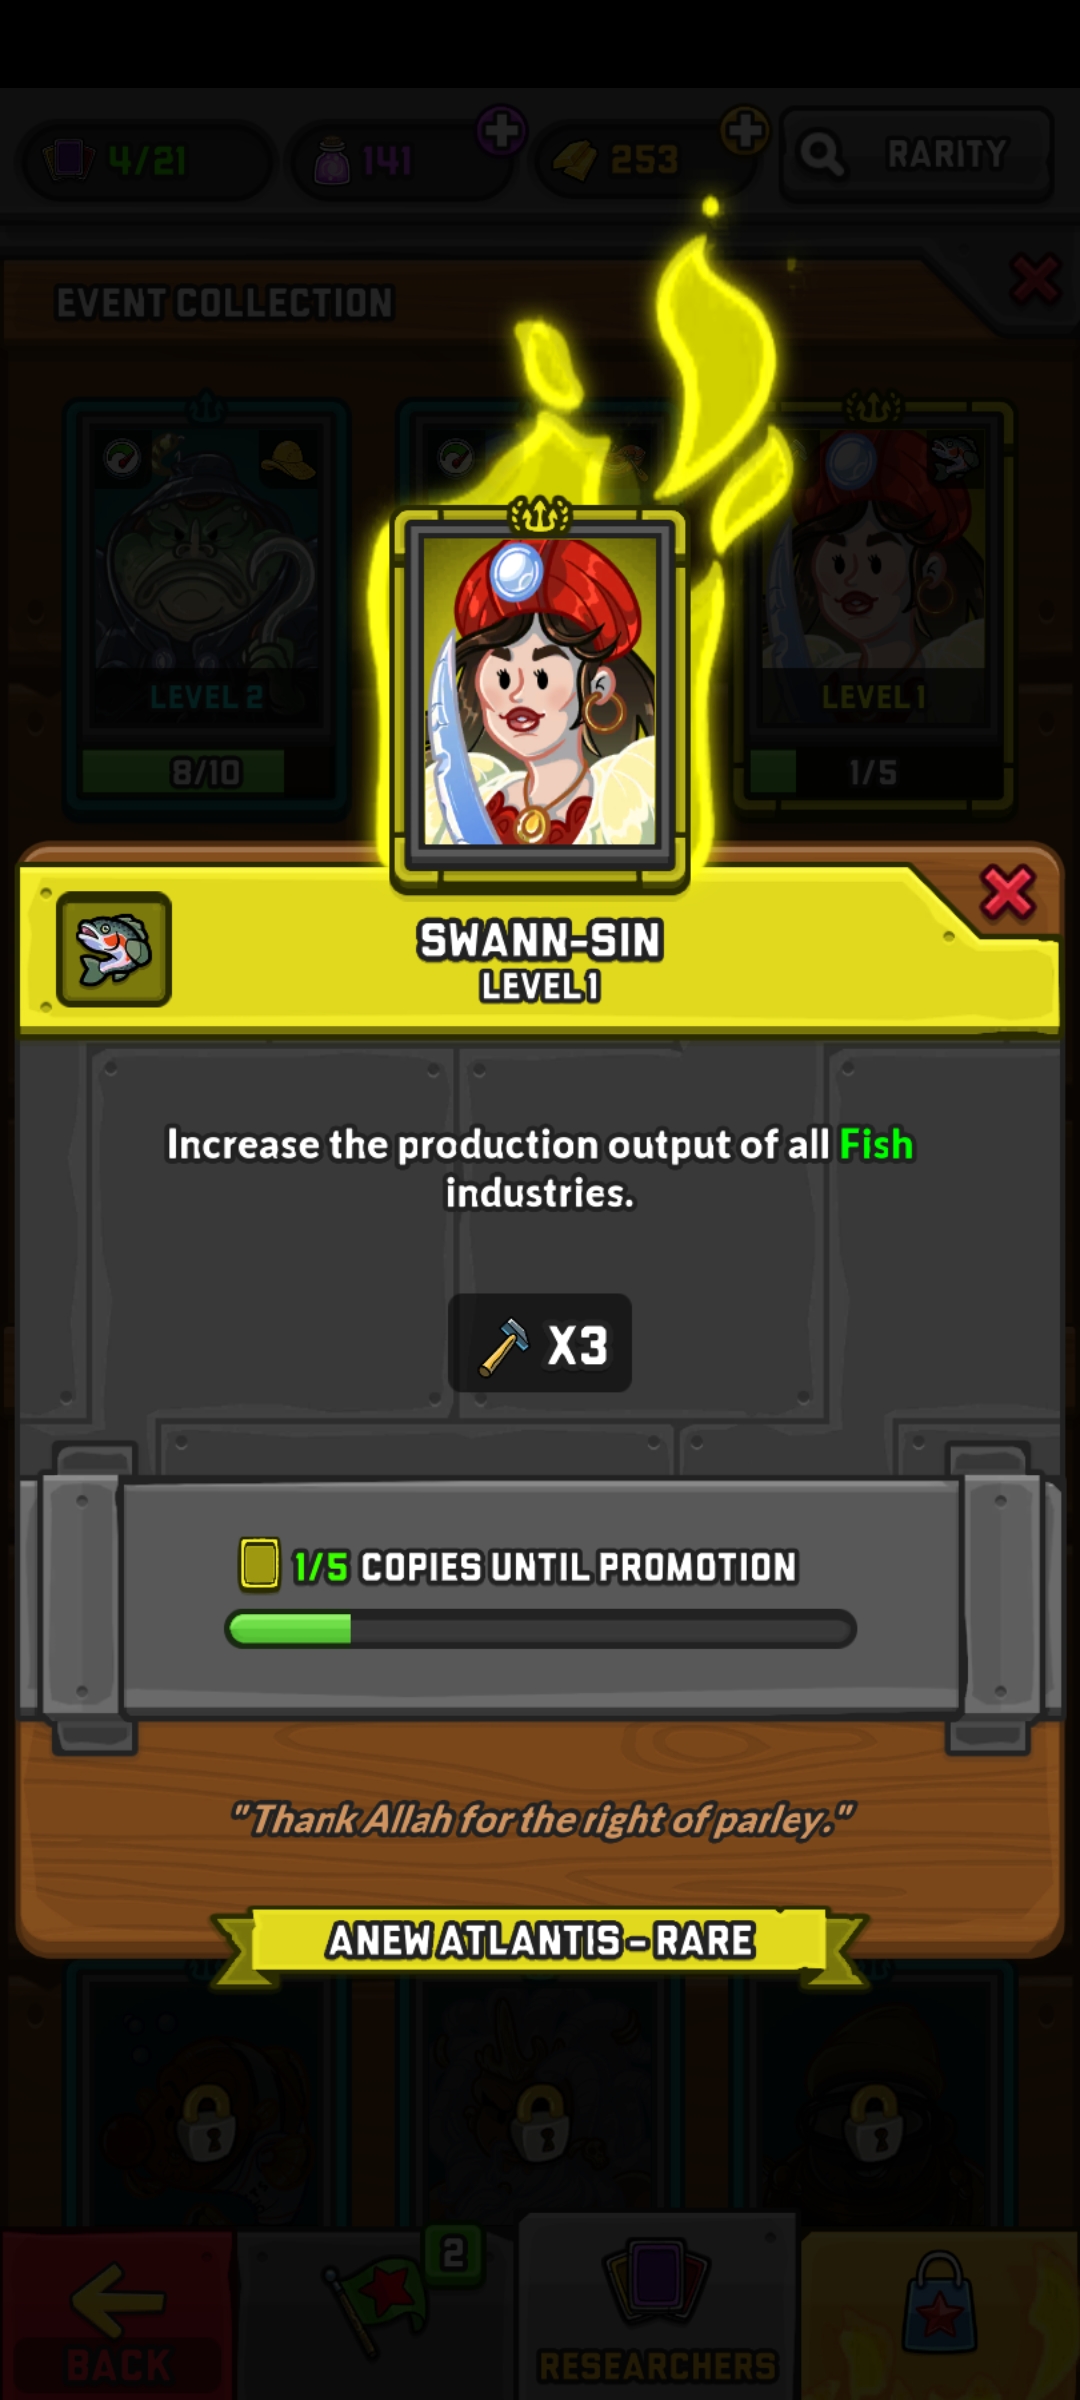 4/21
141
253
RARITY
EVENT COLLECTION
LEVEL 2
LEVEL 1
8/10
1/5
SWANN-SIN
LEVEL 1
Increase the production output of all Fish
industries.
X3
1/5 COPIES UNTIL PROMOTION
"Thank Allah for the right of parley."
ANEW ATLANTIS - RARE
2
BACK
RESEARCHERS